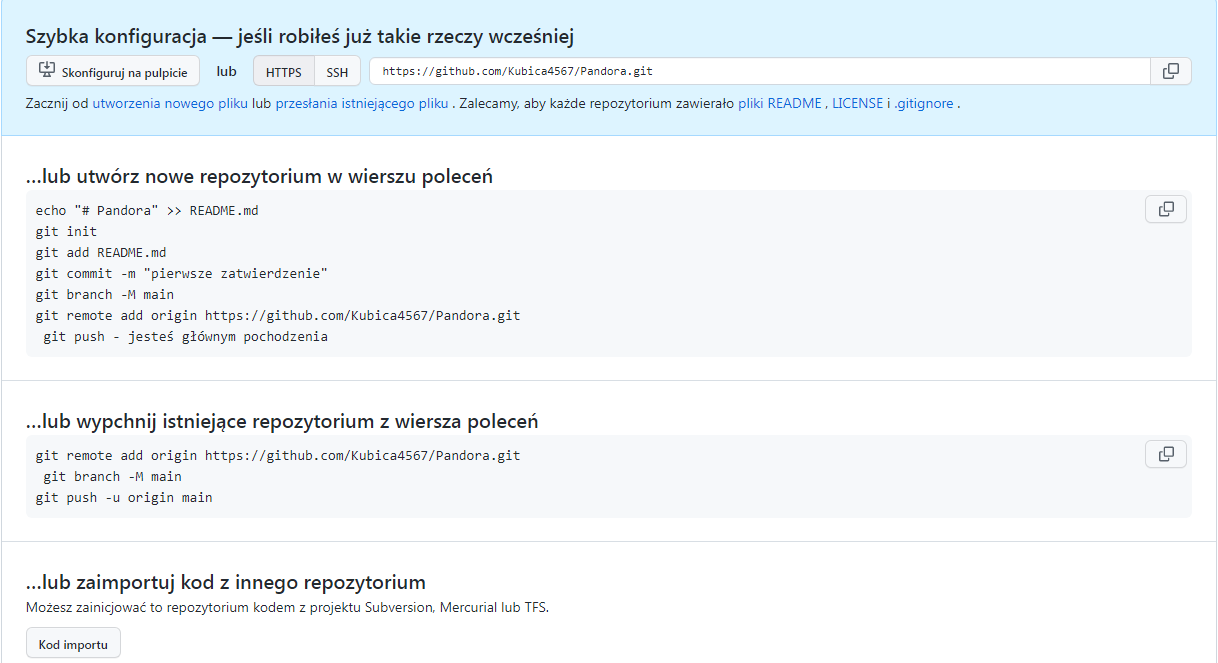 Szybka konfiguracja — jeśli robiłeś już takie rzeczy wcześniej
Skonfiguruj na pulpicie lub HTTPS SSH https://github.com/Kubica4567/Pandora.git
Zacznij od utworzenia nowego pliku lub przesłania istniejącego pliku . Zalecamy, aby każde repozytorium zawierało pliki README , LICENSE i .gitignore .
...lub utwórz nowe repozytorium w wierszu poleceń
echo "# Pandora" >> README.md
git init
git add README.md
git commit -m "pierwsze zatwierdzenie"
git branch -M main
git remote add origin https://github.com/Kubica4567/Pandora.git
git push - jesteś głównym pochodzenia
...lub wypchnij istniejące repozytorium z wiersza poleceń
git remote add origin https://github.com/Kubica4567/Pandora.git
git branch -M main
git push -u origin main
...lub zaimportuj kod z innego repozytorium
Możesz zainicjować to repozytorium kodem z projektu Subversion, Mercurial lub TFS.
Kod importu